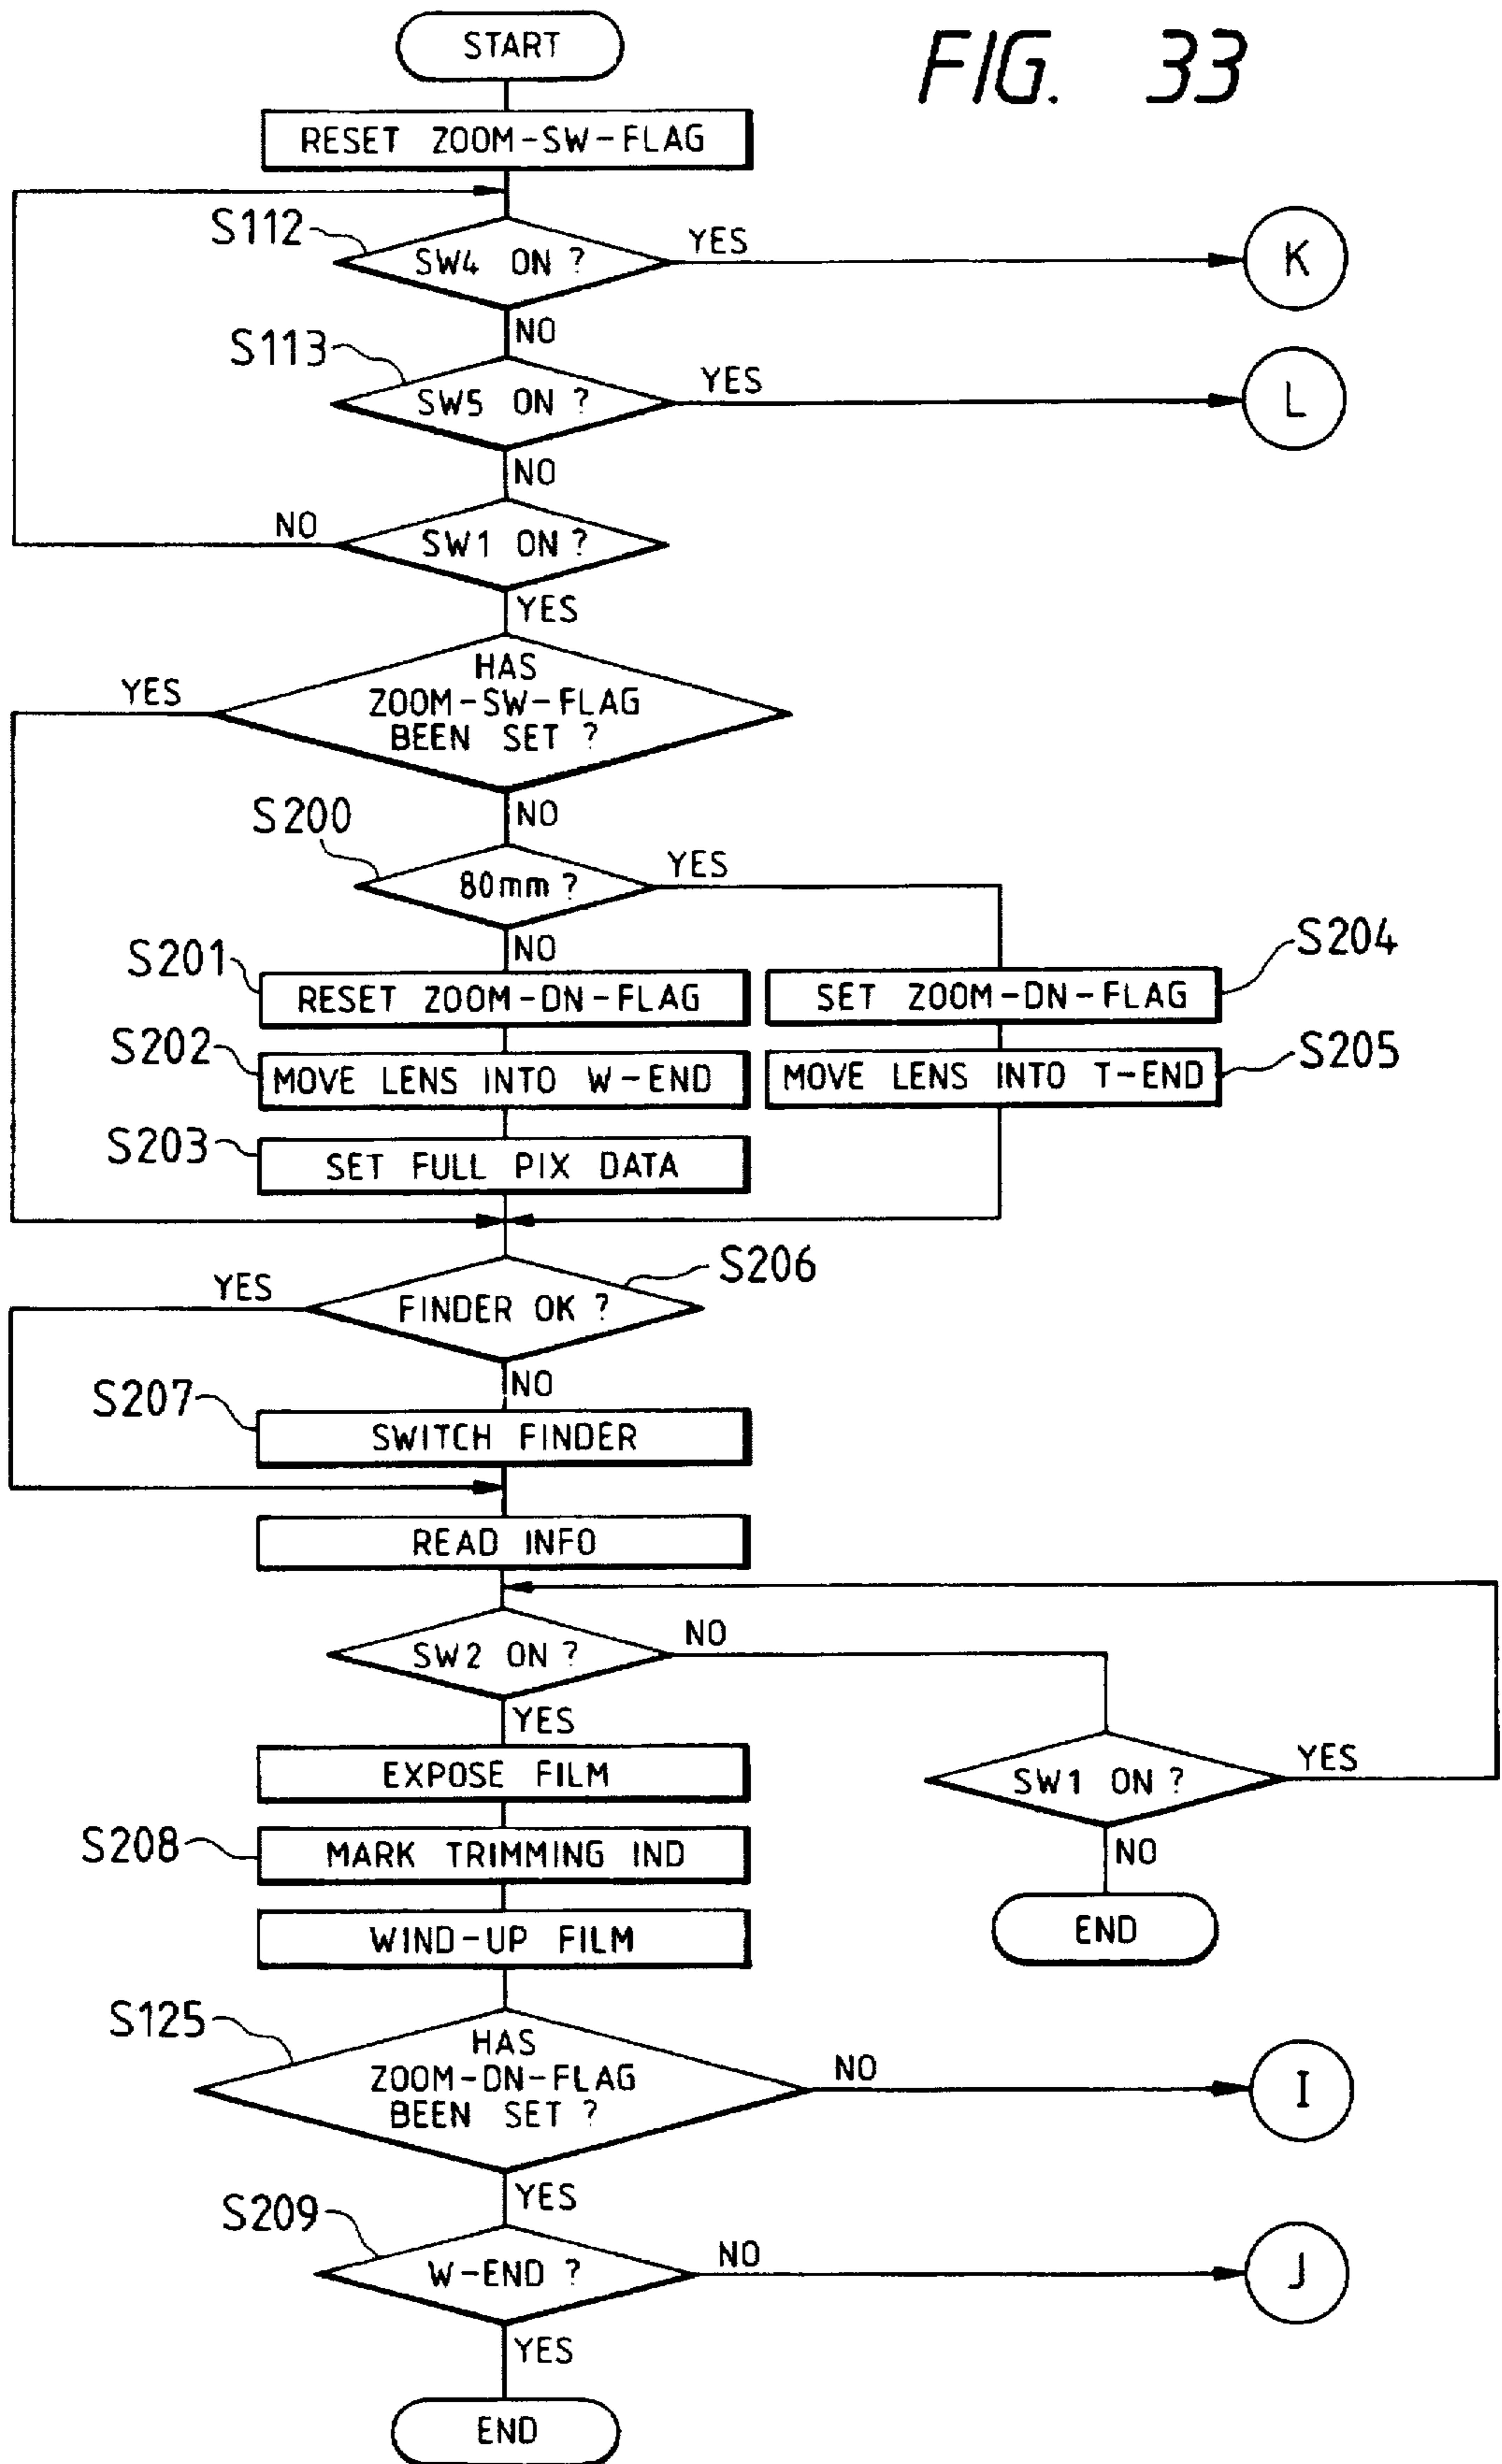 FIG. 33
START
RESET ZOOM-SW-FLAG
S112
SW4 ON ?
YES
K
NO
S113
SW5 ON ?
YES
L
NO
SW1 ON ?
NO
YES
HAS
ZOOM-SW-FLAG
BEEN SET ?
YES
NO
S200
80mm ?
YES
NO
S201
RESET ZOOM-DN-FLAG
SET ZOOM-DN-FLAG
S204
S202
MOVE LENS INTO W-END
MOVE LENS INTO T-END
S205
S203
SET FULL PIX DATA
S206
FINDER OK ?
YES
NO
S207
SWITCH FINDER
READ INFO
SW2 ON ?
NO
YES
SW1 ON ?
YES
NO
END
EXPOSE FILM
S208
MARK TRIMMING IND
WIND-UP FILM
S125
HAS
ZOOM-DN-FLAG
BEEN SET ?
NO
I
YES
S209
W-END ?
NO
J
YES
END